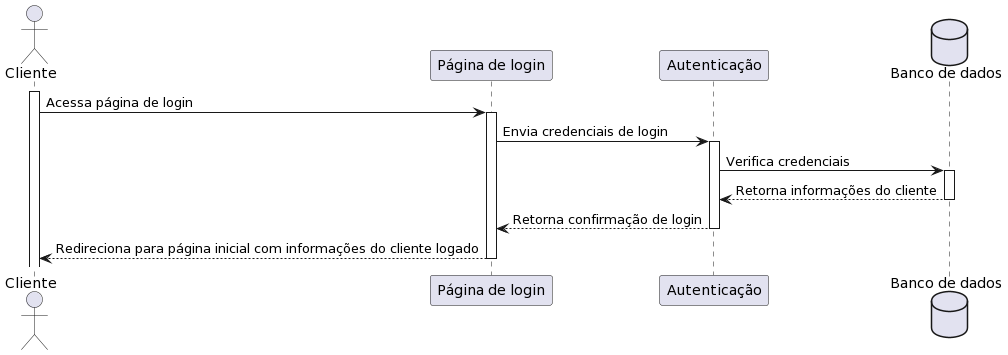 Cliente
Página de login
Autenticação
Banco de dados
Acessa página de login
Envia credenciais de login
Verifica credenciais
Retorna informações do cliente
Retorna confirmação de login
Redireciona para página inicial com informações do cliente logado
Cliente
Página de login
Autenticação
Banco de dados